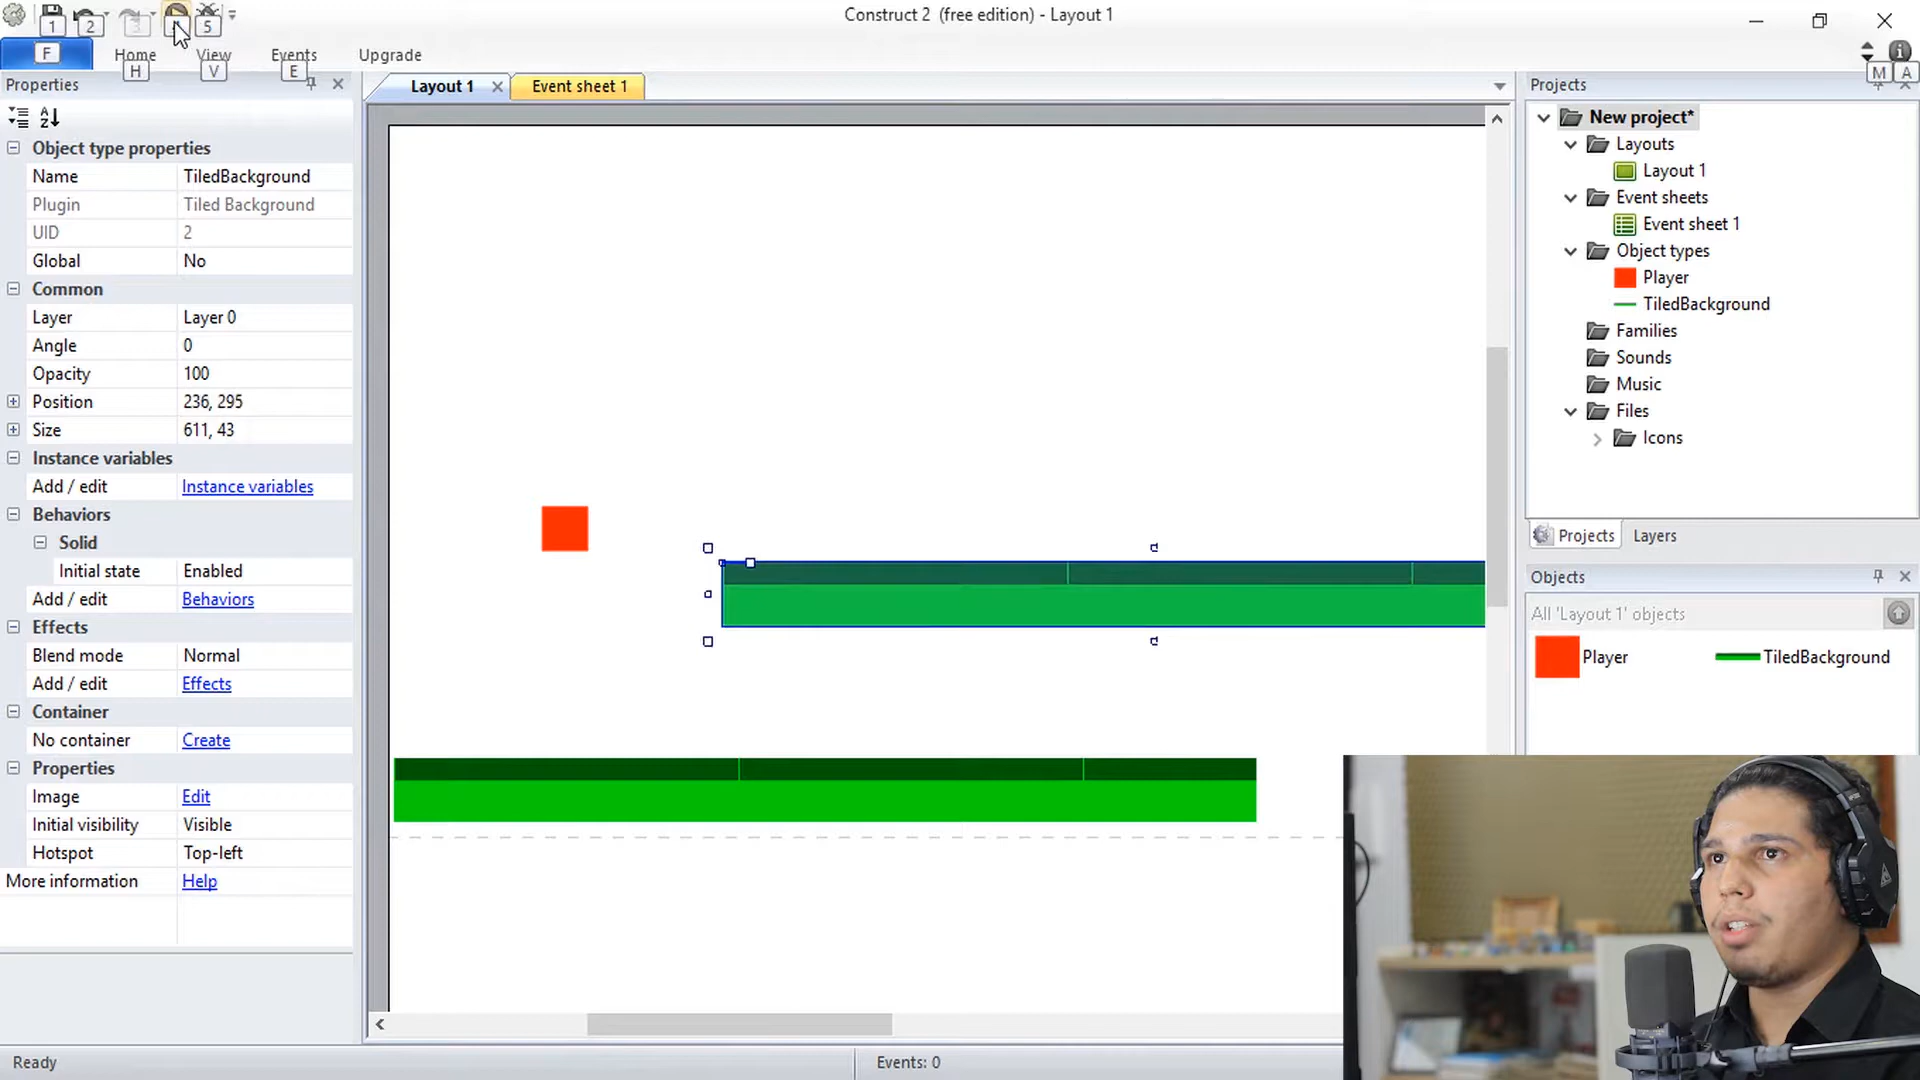 1
2
3
5
Construct 2 (free edition) - Layout 1
F
Home
H
View
V
Events
E
Upgrade
M
A
Properties
Layout 1
Event sheet 1
Object type properties
Name TiledBackground
Plugin Tiled Background
UID 2
Global No
Common
Layer Layer 0
Angle 0
Opacity 100
Position 236, 295
Size 611, 43
Instance variables
Add / edit Instance variables
Behaviors
Solid
Initial state Enabled
Add / edit Behaviors
Effects
Blend mode Normal
Add / edit Effects
Container
No container Create
Properties
Image Edit
Initial visibility Visible
Hotspot Top-left
More information Help
Projects
New project*
Layouts
Layout 1
Event sheets
Event sheet 1
Object types
Player
TiledBackground
Families
Sounds
Music
Files
Icons
Projects
Layers
Objects
All 'Layout 1' objects
Player
TiledBackground
Ready
Events: 0